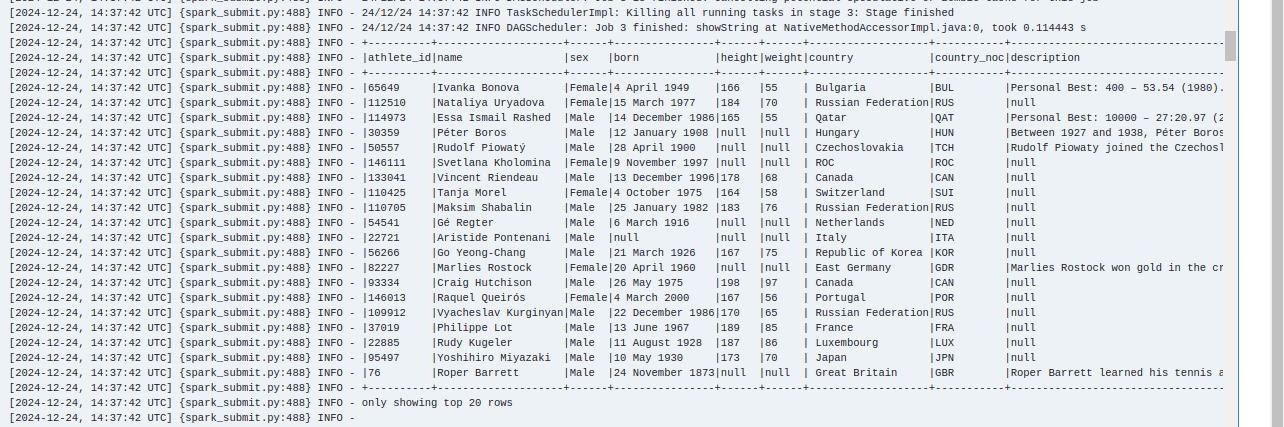 [2024-12-24, 14:37:42 UTC] {spark_submit.py:488} INFO - 24/12/24 14:37:42 INFO TaskSchedulerImpl: Killing all running tasks in stage 3: Stage finished
[2024-12-24, 14:37:42 UTC] {spark_submit.py:488} INFO - 24/12/24 14:37:42 INFO DAGScheduler: Job 3 finished: showString at NativeMethodAccessorImpl.java:0, took 0.114443 s
[2024-12-24, 14:37:42 UTC] {spark_submit.py:488} INFO - +----------+-------------------+------+----------------+------+------+-------------------+-----------+----------------------------------
[2024-12-24, 14:37:42 UTC] {spark_submit.py:488} INFO - |athlete_id|name                |sex   |born            |height|weight|country            |country_noc|description
[2024-12-24, 14:37:42 UTC] {spark_submit.py:488} INFO - +----------+-------------------+------+----------------+------+------+-------------------+-----------+----------------------------------
[2024-12-24, 14:37:42 UTC] {spark_submit.py:488} INFO - |65649     |Ivanka Bonova       |Female|4 April 1949    |166   |55    | Bulgaria          |BUL        |Personal Best: 400 – 53.54 (1980).
[2024-12-24, 14:37:42 UTC] {spark_submit.py:488} INFO - |112510    |Nataliya Uryadova   |Female|15 March 1977   |184   |70    | Russian Federation|RUS        |null
[2024-12-24, 14:37:42 UTC] {spark_submit.py:488} INFO - |114973    |Essa Ismail Rashed  |Male  |14 December 1986|165   |55    | Qatar             |QAT        |Personal Best: 10000 – 27:20.97 (2
[2024-12-24, 14:37:42 UTC] {spark_submit.py:488} INFO - |30359     |Péter Boros         |Male  |12 January 1908 |null  |null  | Hungary           |HUN        |Between 1927 and 1938, Péter Boros
[2024-12-24, 14:37:42 UTC] {spark_submit.py:488} INFO - |50557     |Rudolf Piowatý      |Male  |28 April 1900   |null  |null  | Czechoslovakia    |TCH        |Rudolf Piowaty joined the Czechosl
[2024-12-24, 14:37:42 UTC] {spark_submit.py:488} INFO - |146111    |Svetlana Kholomina  |Female|9 November 1997 |null  |null  | ROC               |ROC        |null
[2024-12-24, 14:37:42 UTC] {spark_submit.py:488} INFO - |133041    |Vincent Riendeau    |Male  |13 December 1996|178   |68    | Canada            |CAN        |null
[2024-12-24, 14:37:42 UTC] {spark_submit.py:488} INFO - |110425    |Tanja Morel         |Female|4 October 1975  |164   |58    | Switzerland       |SUI        |null
[2024-12-24, 14:37:42 UTC] {spark_submit.py:488} INFO - |110705    |Maksim Shabalin     |Male  |25 January 1982 |183   |76    | Russian Federation|RUS        |null
[2024-12-24, 14:37:42 UTC] {spark_submit.py:488} INFO - |54541     |Gé Regter           |Male  |6 March 1916    |null  |null  | Netherlands       |NED        |null
[2024-12-24, 14:37:42 UTC] {spark_submit.py:488} INFO - |22721     |Aristide Pontenani  |Male  |null            |null  |null  | Italy             |ITA        |null
[2024-12-24, 14:37:42 UTC] {spark_submit.py:488} INFO - |56266     |Go Yeong-Chang      |Male  |21 March 1926   |167   |75    | Republic of Korea |KOR        |null
[2024-12-24, 14:37:42 UTC] {spark_submit.py:488} INFO - |82227     |Marlies Rostock     |Female|20 April 1960   |null  |null  | East Germany      |GDR        |Marlies Rostock won gold in the cr
[2024-12-24, 14:37:42 UTC] {spark_submit.py:488} INFO - |93334     |Craig Hutchison     |Male  |26 May 1975     |198   |97    | Canada            |CAN        |null
[2024-12-24, 14:37:42 UTC] {spark_submit.py:488} INFO - |146013    |Raquel Queirós      |Female|4 March 2000    |167   |56    | Portugal          |POR        |null
[2024-12-24, 14:37:42 UTC] {spark_submit.py:488} INFO - |109912    |Vyacheslav Kurginyan|Male  |22 December 1986|170   |65    | Russian Federation|RUS        |null
[2024-12-24, 14:37:42 UTC] {spark_submit.py:488} INFO - |37019     |Philippe Lot        |Male  |13 June 1967    |189   |85    | France            |FRA        |null
[2024-12-24, 14:37:42 UTC] {spark_submit.py:488} INFO - |22885     |Rudy Kugeler        |Male  |11 August 1928  |187   |86    | Luxembourg        |LUX        |null
[2024-12-24, 14:37:42 UTC] {spark_submit.py:488} INFO - |95497     |Yoshihiro Miyazaki  |Male  |10 May 1930     |173   |70    | Japan             |JPN        |null
[2024-12-24, 14:37:42 UTC] {spark_submit.py:488} INFO - |76        |Roper Barrett       |Male  |24 November 1873|null  |null  | Great Britain     |GBR        |Roper Barrett learned his tennis a
[2024-12-24, 14:37:42 UTC] {spark_submit.py:488} INFO - +----------+-------------------+------+----------------+------+------+-------------------+-----------+----------------------------------
[2024-12-24, 14:37:42 UTC] {spark_submit.py:488} INFO - only showing top 20 rows
[2024-12-24, 14:37:42 UTC] {spark_submit.py:488} INFO -